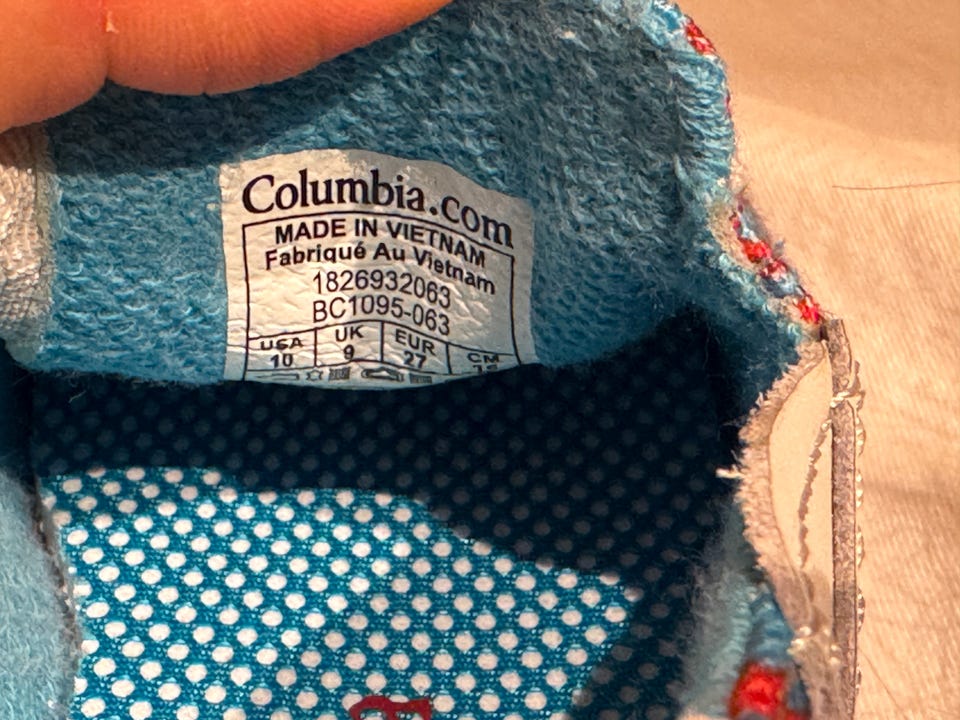 Columbia.com
MADE IN VIETNAM
Fabriqué Au Vietnam
1826932063
BC1095-063
USA UK EUR CM
10 9 27